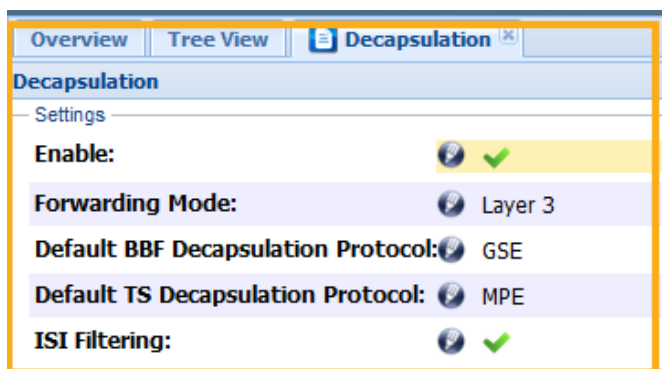 Overview Tree View Decapsulation
Decapsulation
Settings
Enable:
Forwarding Mode: Layer 3
Default BBF Decapsulation Protocol: GSE
Default TS Decapsulation Protocol: MPE
ISI Filtering: